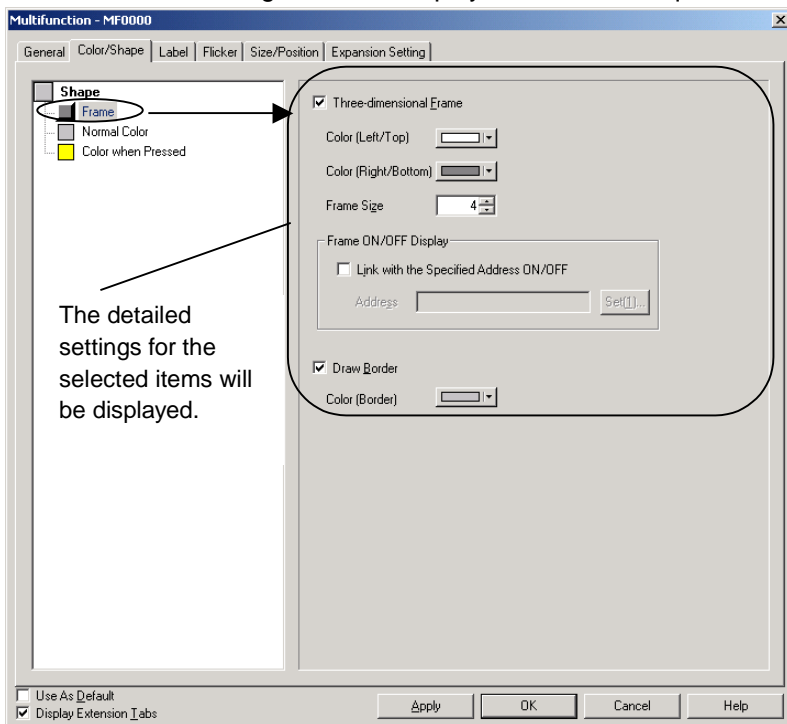 Multifunction - MF0000
General Color/Shape Label Flicker Size/Position Expansion Setting
Shape
Frame
Normal Color
Color when Pressed
Three-dimensional Frame
Color (Left/Top)
Color (Right/Bottom)
Frame Size 4
Frame ON/OFF Display
Link with the Specified Address ON/OFF
Address Set(1)...
Draw Border
Color (Border)
The detailed
settings for the
selected items will
be displayed.
Use As Default
Display Extension Tabs
Apply OK Cancel Help